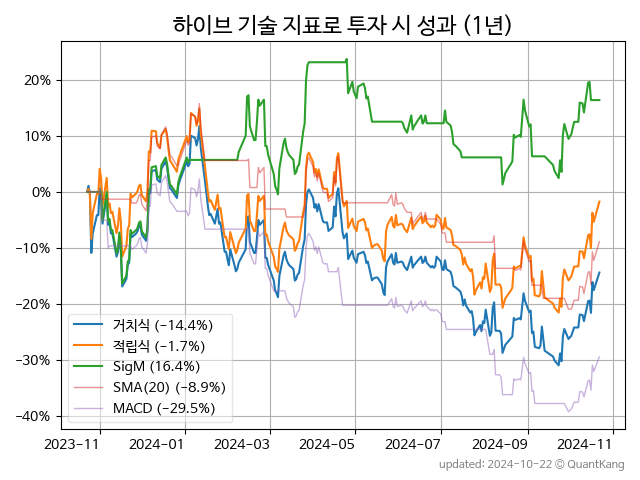 하이브 기술 지표로 투자 시 성과 (1년)
20%
10%
0%
−10%
−20%
−30%
−40%
거치식 (−14.4%)
적립식 (−1.7%)
SigM (16.4%)
SMA(20) (−8.9%)
MACD (−29.5%)
2023-11 2024-01 2024-03 2024-05 2024-07 2024-09 2024-11
updated: 2024-10-22 © QuantKang